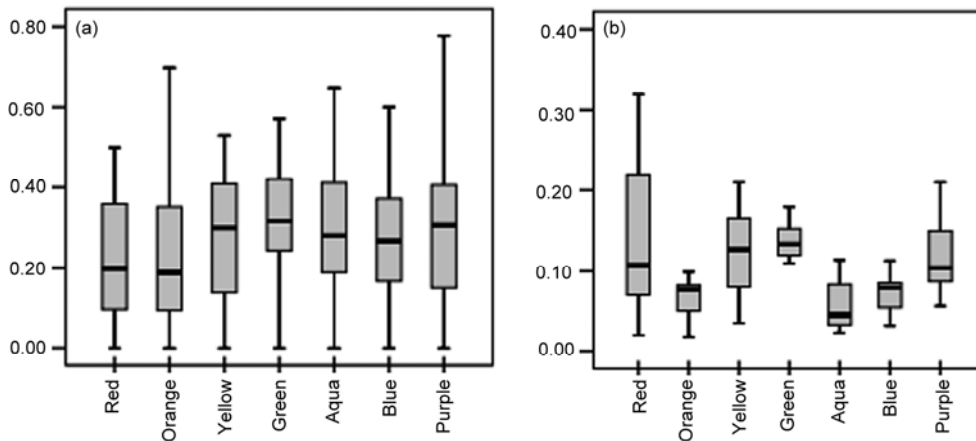 (a)
0.80
0.60
0.40
0.20
0.00
Red
Orange
Yellow
Green
Aqua
Blue
Purple
(b)
0.40
0.30
0.20
0.10
0.00
Red
Orange
Yellow
Green
Aqua
Blue
Purple